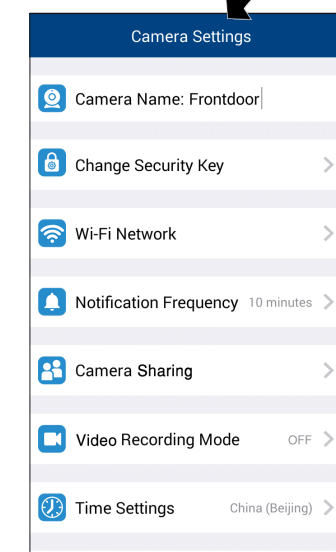 Camera Settings
Camera Name: Frontdoor
Change Security Key
Wi-Fi Network
Notification Frequency 10 minutes
Camera Sharing
Video Recording Mode OFF
Time Settings China (Beijing)